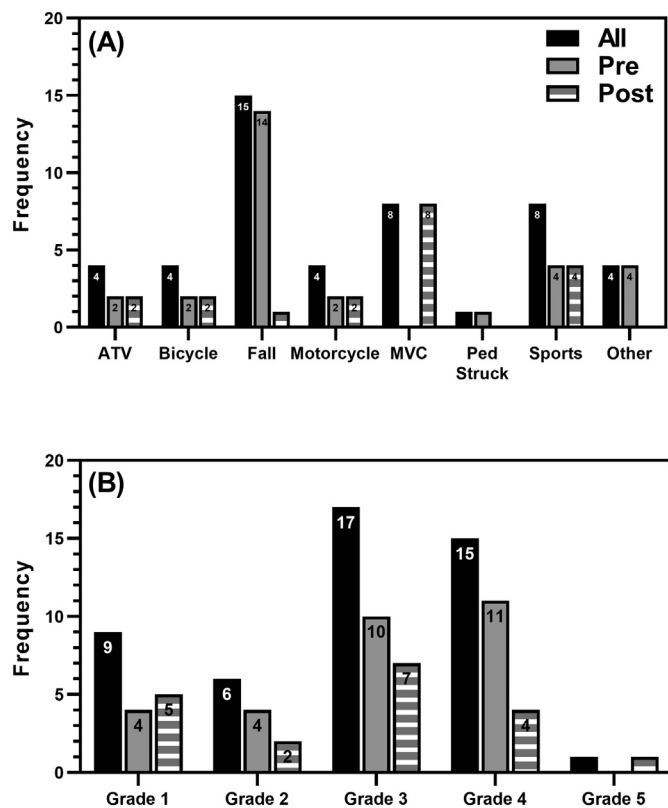 (A)
All
Pre
Post
Frequency
20
15
10
5
0
4 2 2
4 2 2
15 14
4 2 2
8 8
8 4 4
4 4
ATV Bicycle Fall Motorcycle MVC Ped Struck Sports Other
(B)
Frequency
20
15
10
5
0
9 4 5
6 4 2
17 10 7
15 11 4
Grade 1 Grade 2 Grade 3 Grade 4 Grade 5